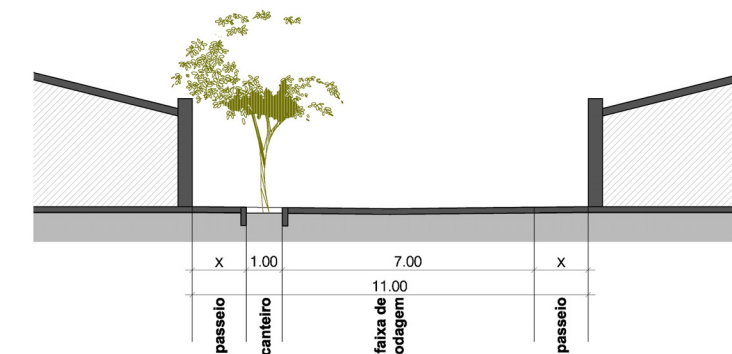 x 1.00 7.00 x
11.00
passeio
canteiro
faixa de
odagem
passeio